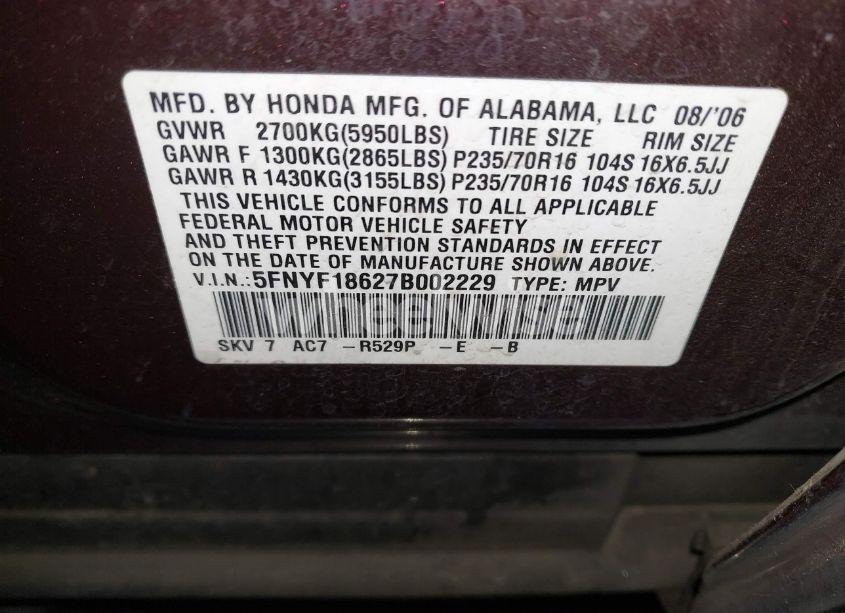 MFD. BY HONDA MFG. OF ALABAMA, LLC 08/'06
GVWR 2700KG(5950LBS) TIRE SIZE RIM SIZE
GAWR F 1300KG(2865LBS) P235/70R16 104S 16X6.5JJ
GAWR R 1430KG(3155LBS) P235/70R16 104S 16X6.5JJ
THIS VEHICLE CONFORMS TO ALL APPLICABLE
FEDERAL MOTOR VEHICLE SAFETY
AND THEFT PREVENTION STANDARDS IN EFFECT
ON THE DATE OF MANUFACTURE SHOWN ABOVE.
V.I.N.: 5FNYF18627B002229 TYPE: MPV
SKV 7 AC7 -R529P -E -B